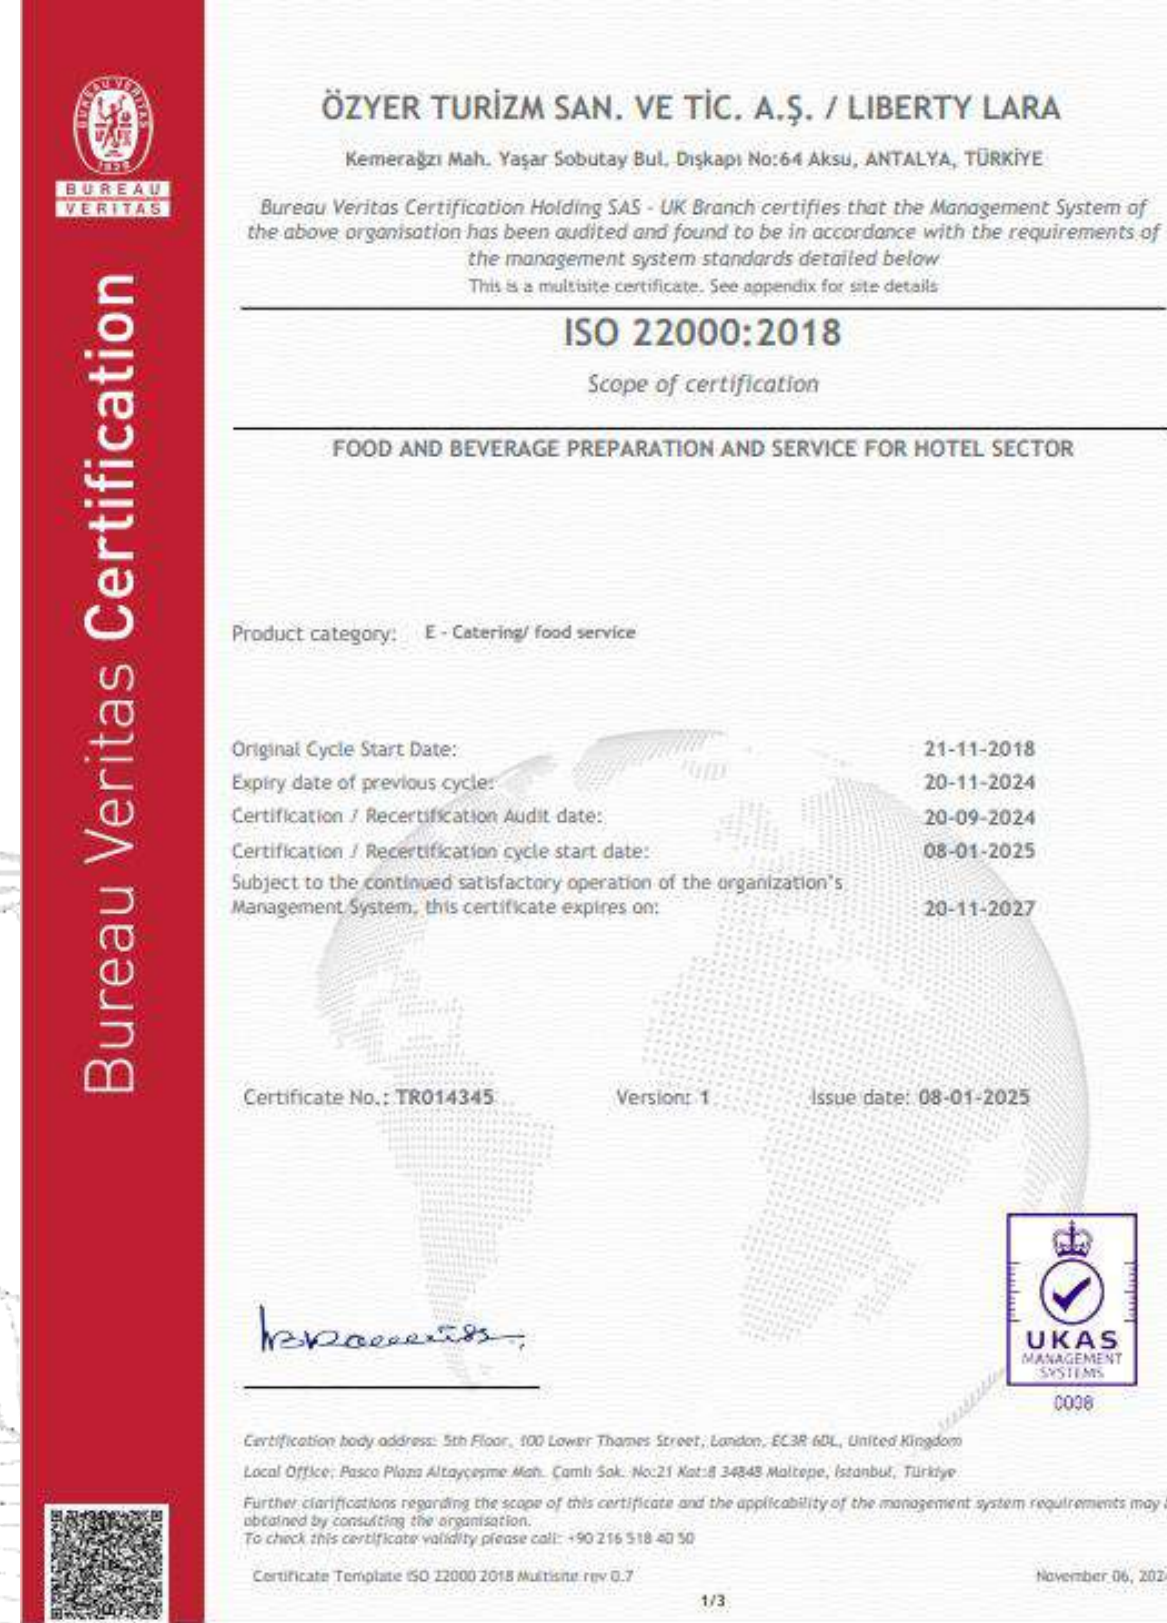 BUREAU VERITAS
1828
BUREAU
VERITAS
Bureau Veritas Certification
ÖZYER TURİZM SAN. VE TİC. A.Ş. / LIBERTY LARA
Kemerağzı Mah. Yaşar Sobutay Bul. Dışkapı No:64 Aksu, ANTALYA, TÜRKİYE
Bureau Veritas Certification Holding SAS - UK Branch certifies that the Management System of
the above organisation has been audited and found to be in accordance with the requirements of
the management system standards detailed below
This is a multisite certificate. See appendix for site details
ISO 22000:2018
Scope of certification
FOOD AND BEVERAGE PREPARATION AND SERVICE FOR HOTEL SECTOR
Product category: E - Catering/ food service
Original Cycle Start Date: 21-11-2018
Expiry date of previous cycle: 20-11-2024
Certification / Recertification Audit date: 20-09-2024
Certification / Recertification cycle start date: 08-01-2025
Subject to the continued satisfactory operation of the organization's
Management System, this certificate expires on: 20-11-2027
Certificate No.: TR014345 Version: 1 Issue date: 08-01-2025
UKAS
MANAGEMENT
SYSTEMS
0008
Certification body address: 5th Floor, 100 Lower Thames Street, London, EC3R 6DL, United Kingdom
Local Office: Pasco Plaza Altayçeşme Mah. Çamlı Sok. No:21 Kat:8 34848 Maltepe, İstanbul, Türkiye
Further clarifications regarding the scope of this certificate and the applicability of the management system requirements may
obtained by consulting the organisation.
To check this certificate validity please call: +90 216 518 40 50
Certificate Template ISO 22000 2018 Multisite rev 0.7 November 06, 202
1/3